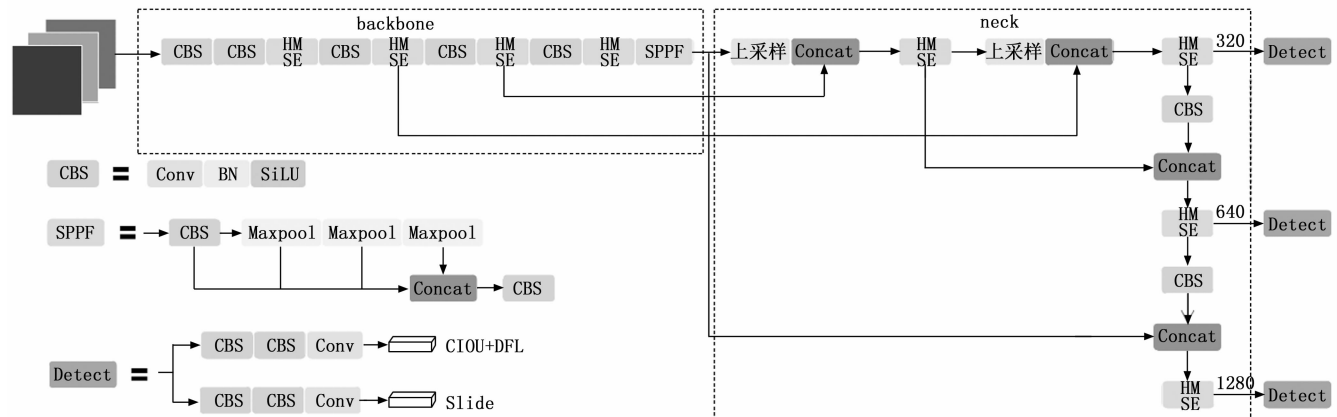 backbone
neck
CBS CBS HM SE CBS HM SE CBS HM SE CBS HM SE SPPF 上采样 Concat HM SE 上采样 Concat HM SE 320 Detect
CBS
CBS = Conv BN SiLU
Concat
SPPF = CBS Maxpool Maxpool Maxpool
HM SE 640 Detect
Concat CBS
CBS
Concat
CBS CBS Conv CIOU+DFL
Detect =
CBS CBS Conv Slide
HM SE 1280 Detect